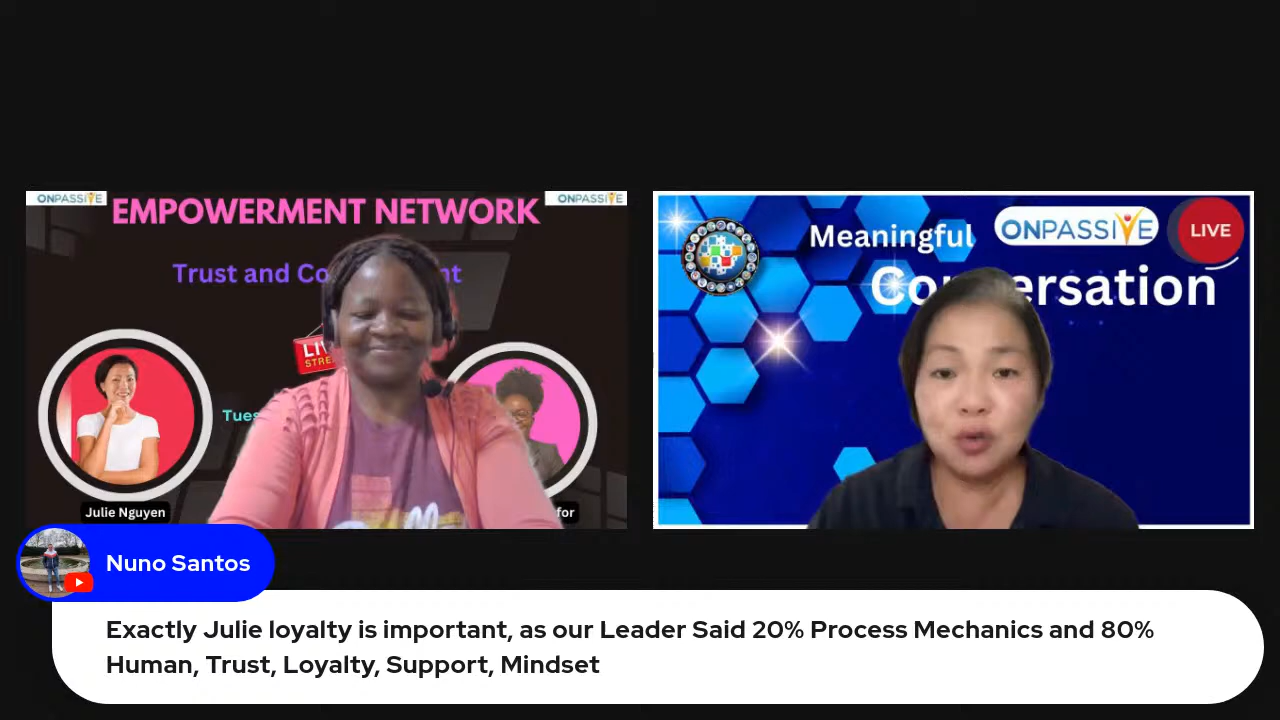 ONPASSIVE
ONPASSIVE
EMPOWERMENT NETWORK
Trust and Co nt
LIV
STRE
Tues
Julie Nguyen
for
Meaningful
ONPASSIVE
LIVE
Co ersation
Nuno Santos
Exactly Julie loyalty is important, as our Leader Said 20% Process Mechanics and 80%
Human, Trust, Loyalty, Support, Mindset